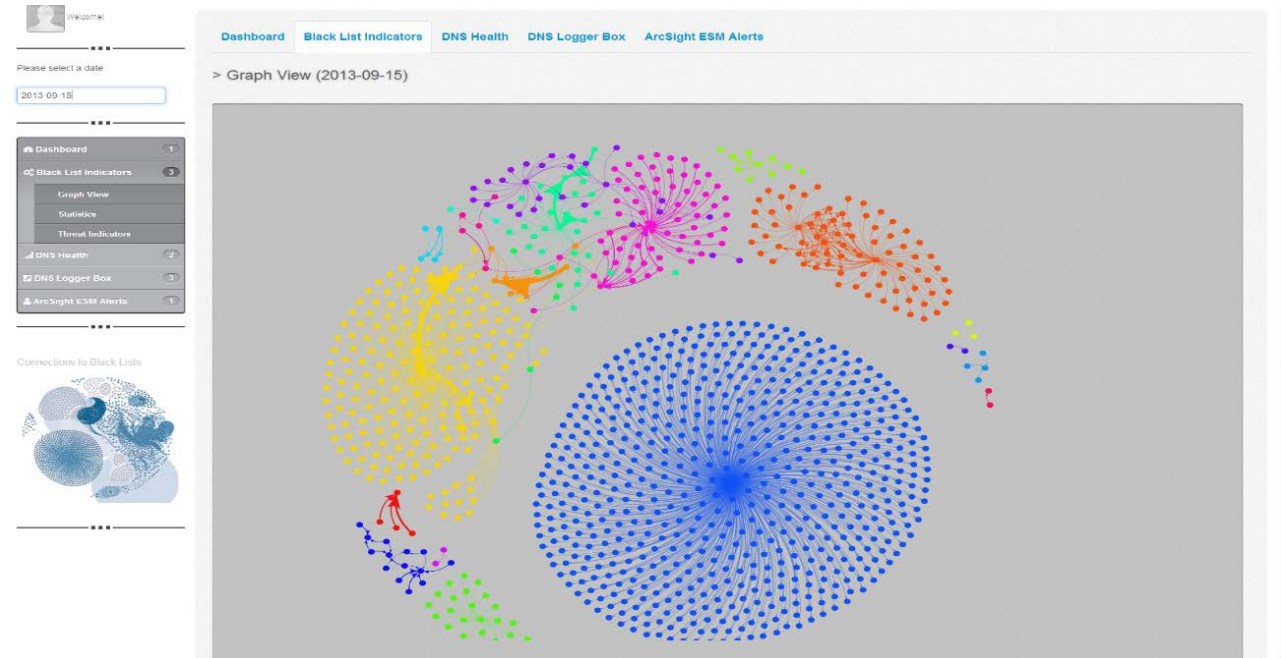 Welcome!
Please select a date.
2013-09-15
Dashboard 1
Black List Indicators 3
Graph View
Statistics
Threat Indicators
DNS Health 2
DNS Logger Box 3
ArcSight ESM Alerts 1
Connections to Black Lists
Dashboard Black List Indicators DNS Health DNS Logger Box ArcSight ESM Alerts
> Graph View (2013-09-15)